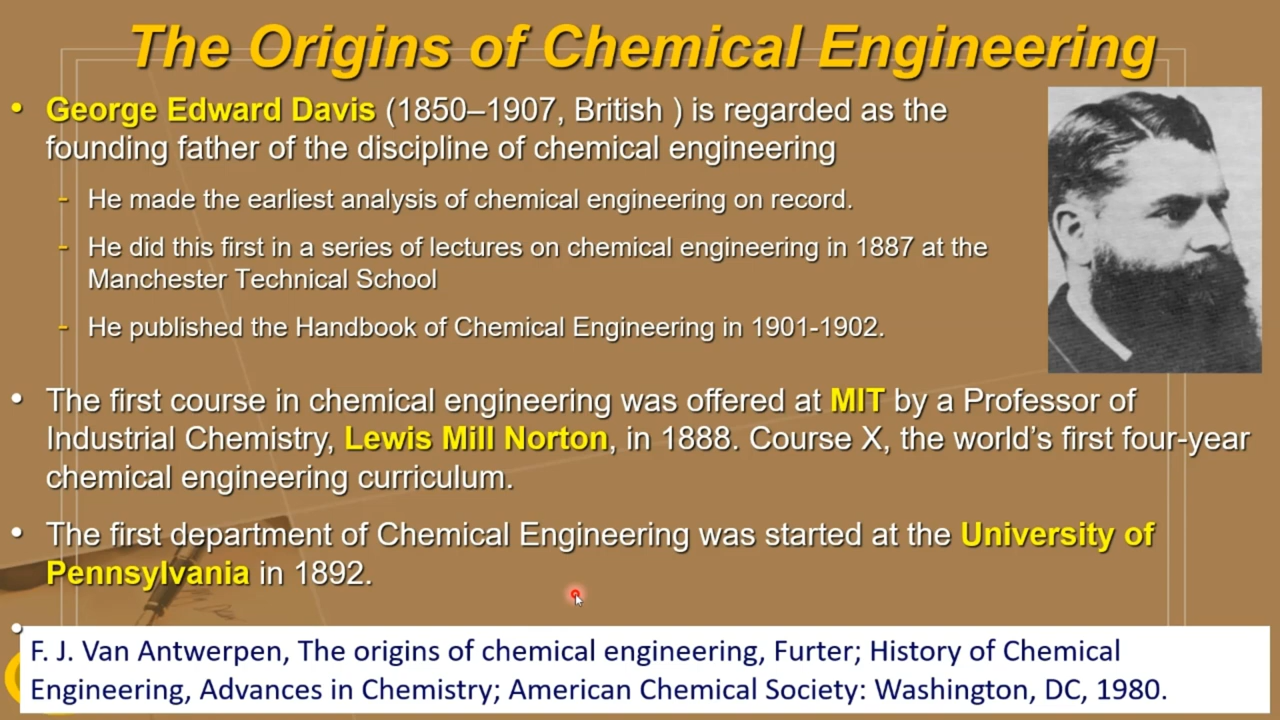 The Origins of Chemical Engineering
• George Edward Davis (1850–1907, British ) is regarded as the
founding father of the discipline of chemical engineering
- He made the earliest analysis of chemical engineering on record.
- He did this first in a series of lectures on chemical engineering in 1887 at the
Manchester Technical School
- He published the Handbook of Chemical Engineering in 1901-1902.
• The first course in chemical engineering was offered at MIT by a Professor of
Industrial Chemistry, Lewis Mill Norton, in 1888. Course X, the world’s first four-year
chemical engineering curriculum.
• The first department of Chemical Engineering was started at the University of
Pennsylvania in 1892.
•
F. J. Van Antwerpen, The origins of chemical engineering, Furter; History of Chemical
Engineering, Advances in Chemistry; American Chemical Society: Washington, DC, 1980.